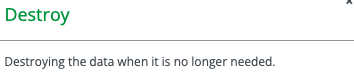 Destroy
Destroying the data when it is no longer needed.